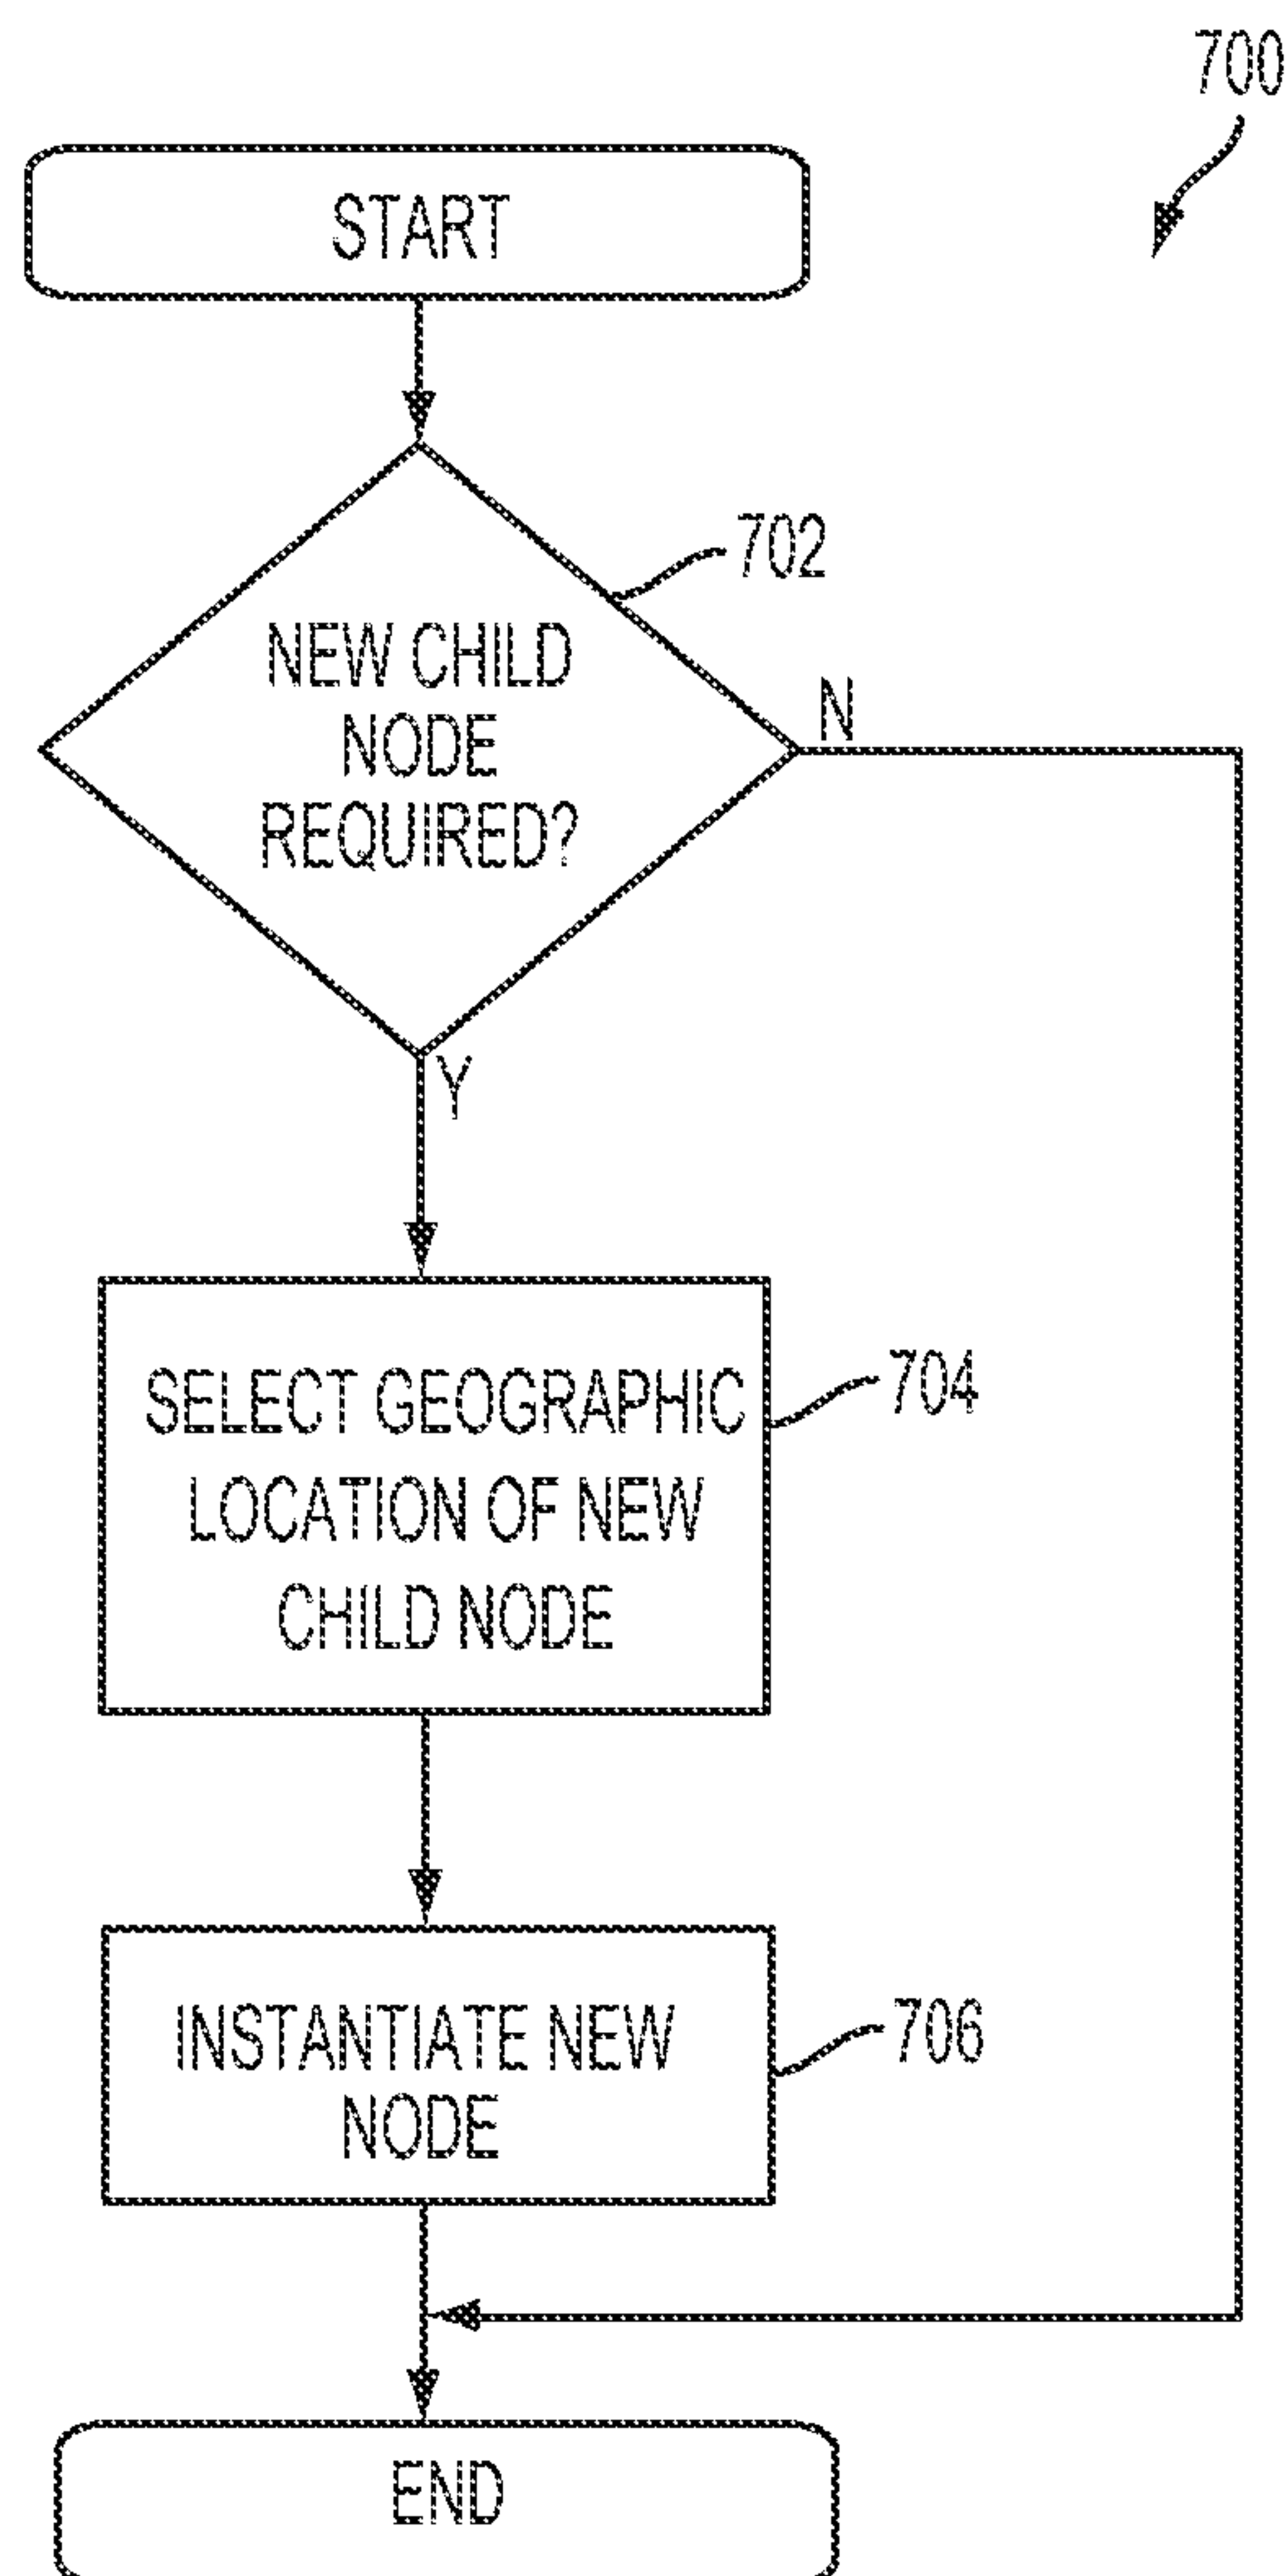 700
START
702
NEW CHILD
NODE
REQUIRED?
N
Y
704
SELECT GEOGRAPHIC
LOCATION OF NEW
CHILD NODE
706
INSTANTIATE NEW
NODE
END